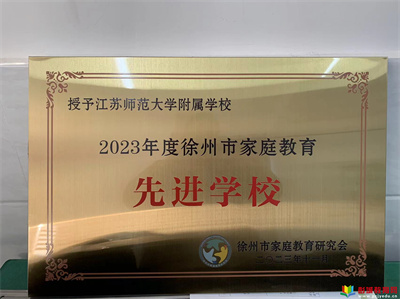 授予江苏师范大学附属学校
2023年度徐州市家庭教育
先进学校
徐州市家庭教育研究会